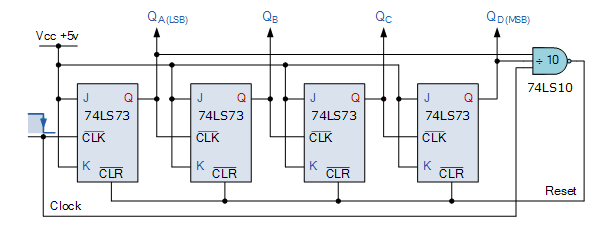 QA(LSB) QB QC QD(MSB)
Vcc +5v
÷ 10
74LS10
J Q J Q J Q J Q
74LS73 74LS73 74LS73 74LS73
CLK CLK CLK CLK
K CLR K CLR K CLR K CLR
Reset
Clock